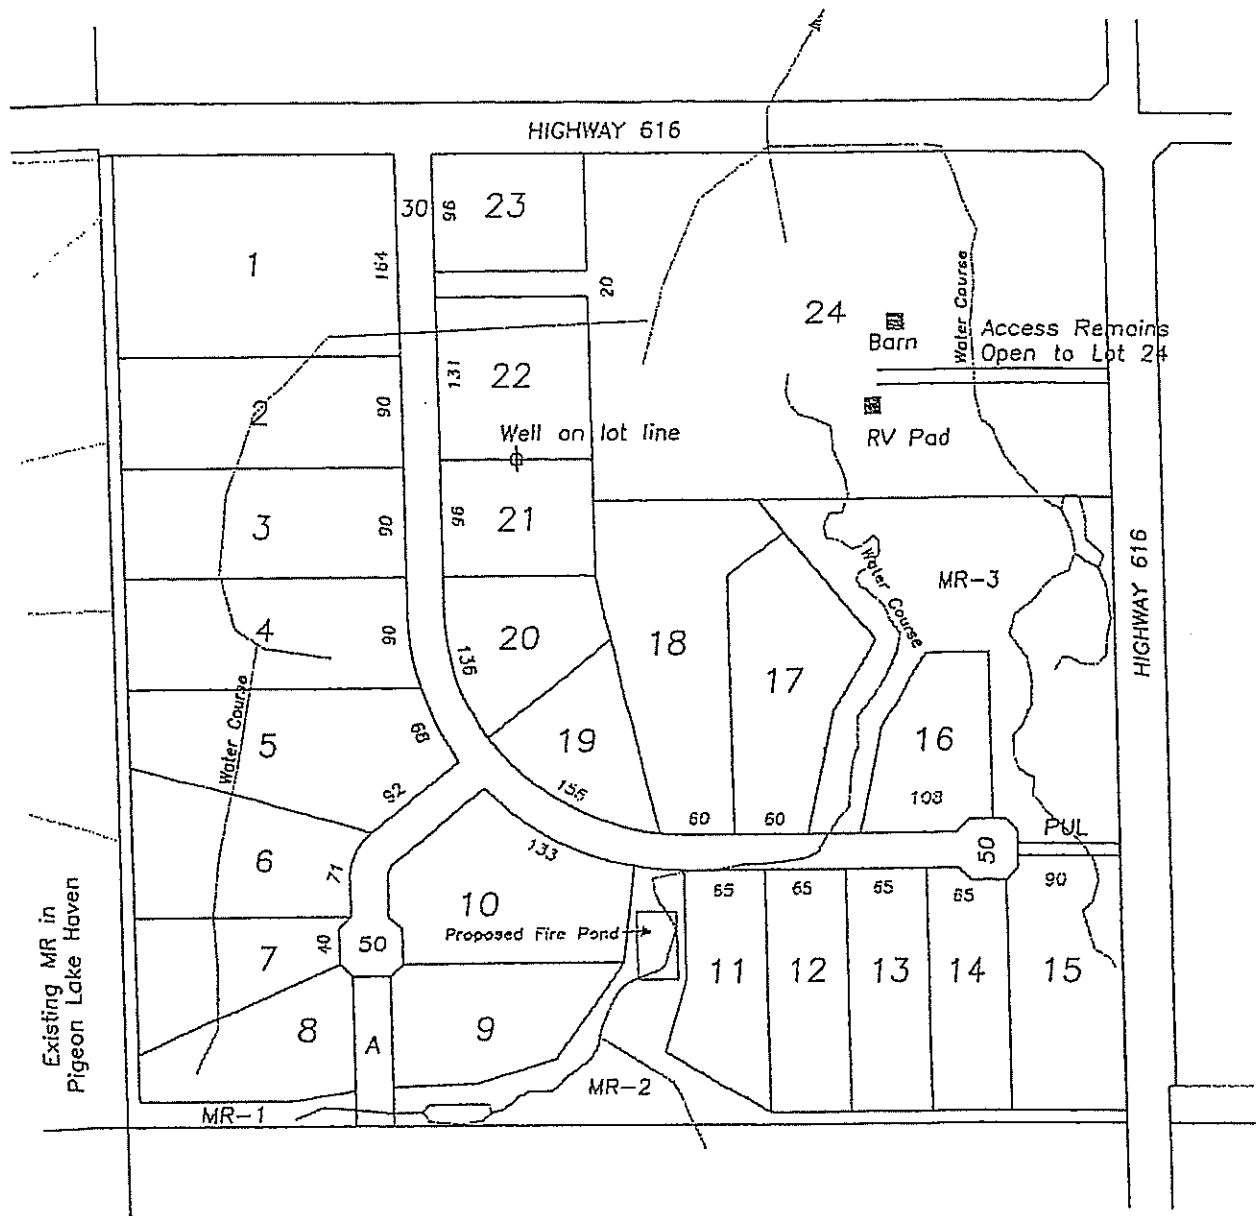 HIGHWAY 616
30
96
23
1
164
20
24
Barn
Water Course
Access Remains
Open to Lot 24
22
131
2
90
RV Pad
Well on lot line
3
90
96
21
HIGHWAY 616
Water Course
MR-3
4
90
136
20
18
17
Water Course
5
68
19
16
92
156
108
60
60
PUL
133
50
90
6
71
65
65
65
65
10
Proposed Fire Pond
7
40
50
11
12
13
14
15
8
A
9
Existing MR in
Pigeon Lake Haven
MR-1
MR-2